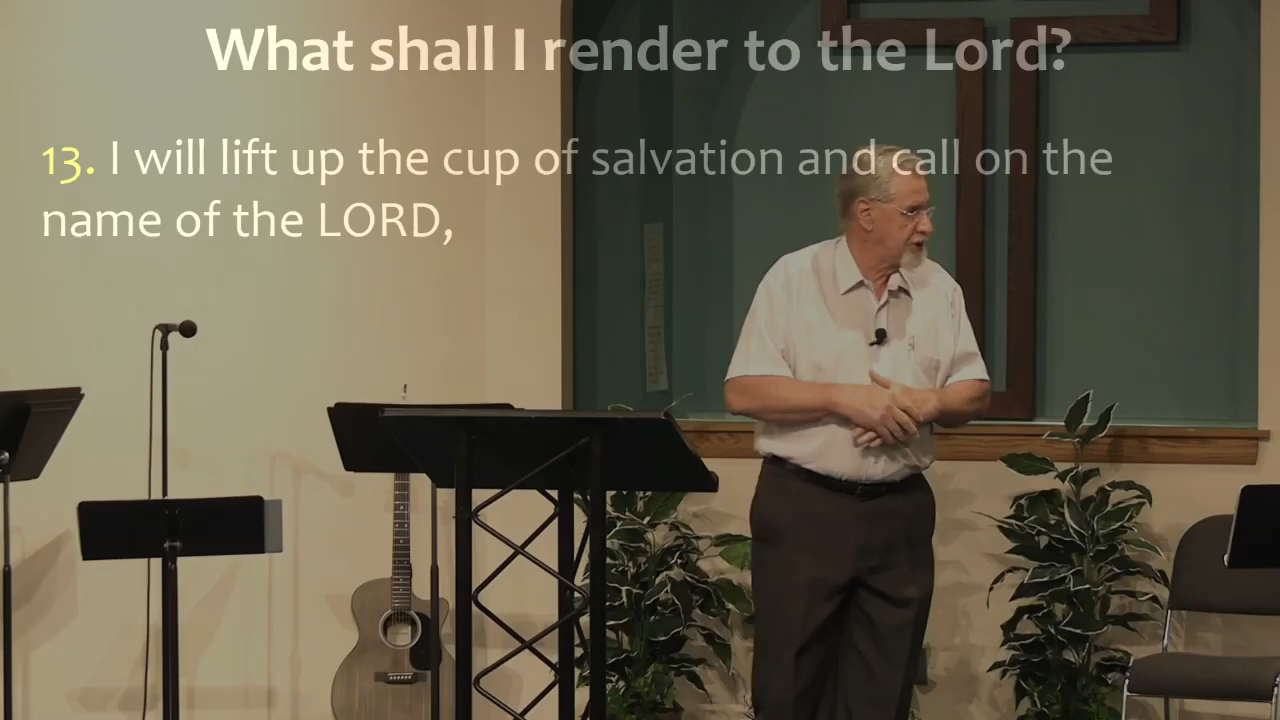 What shall I render to the Lord?
13. I will lift up the cup of salvation and call on the
name of the LORD,